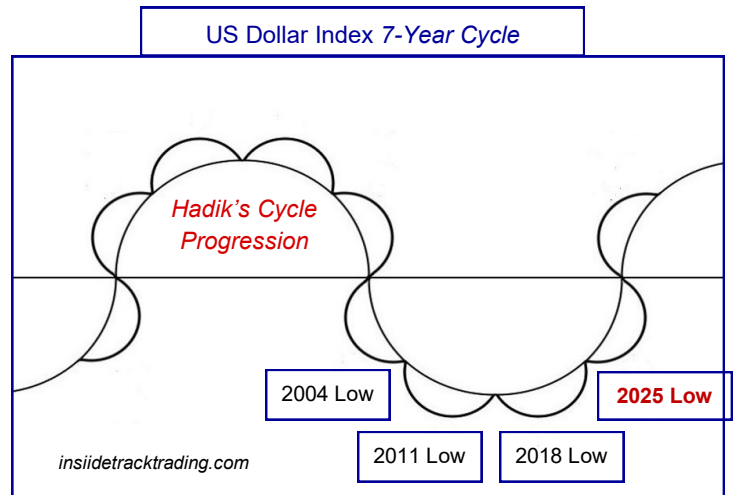 US Dollar Index 7-Year Cycle
Hadik's Cycle
Progression
2004 Low
2025 Low
2011 Low
2018 Low
insiidetracktrading.com